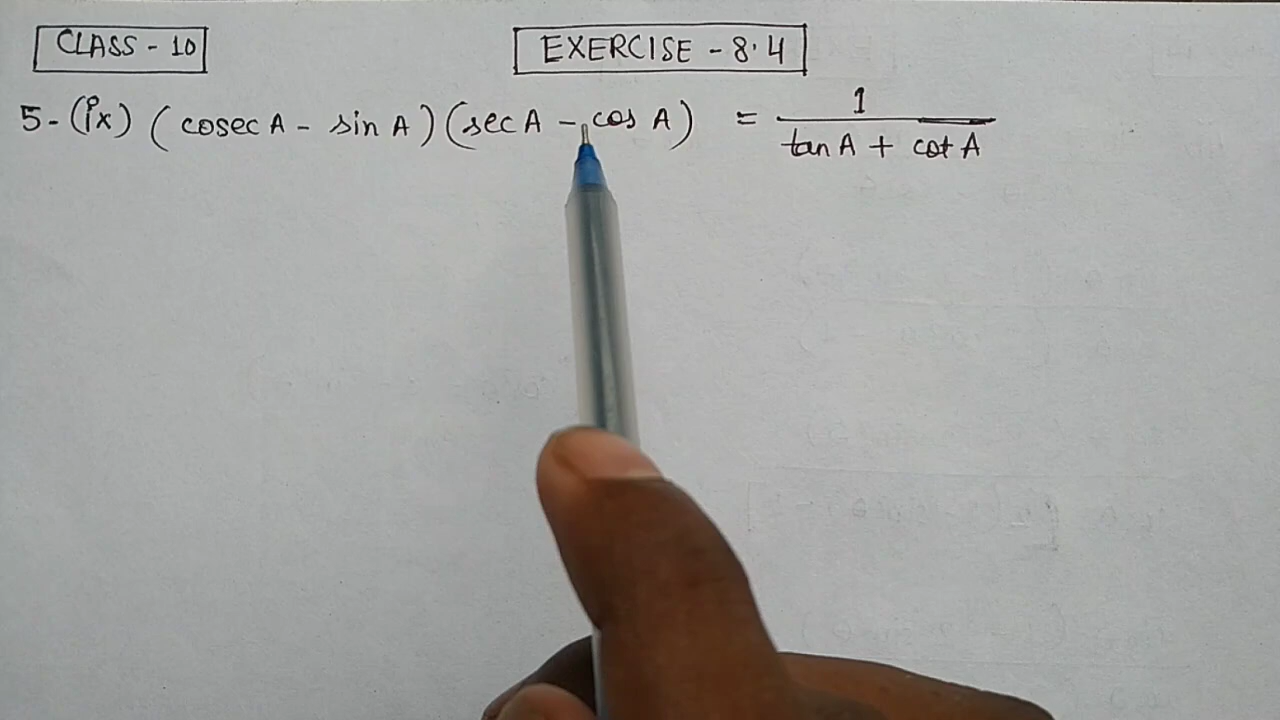 CLASS - 10
EXERCISE - 8.4
5- (ix) (cosec A - sin A) (sec A - cos A) = 1 / tan A + cot A